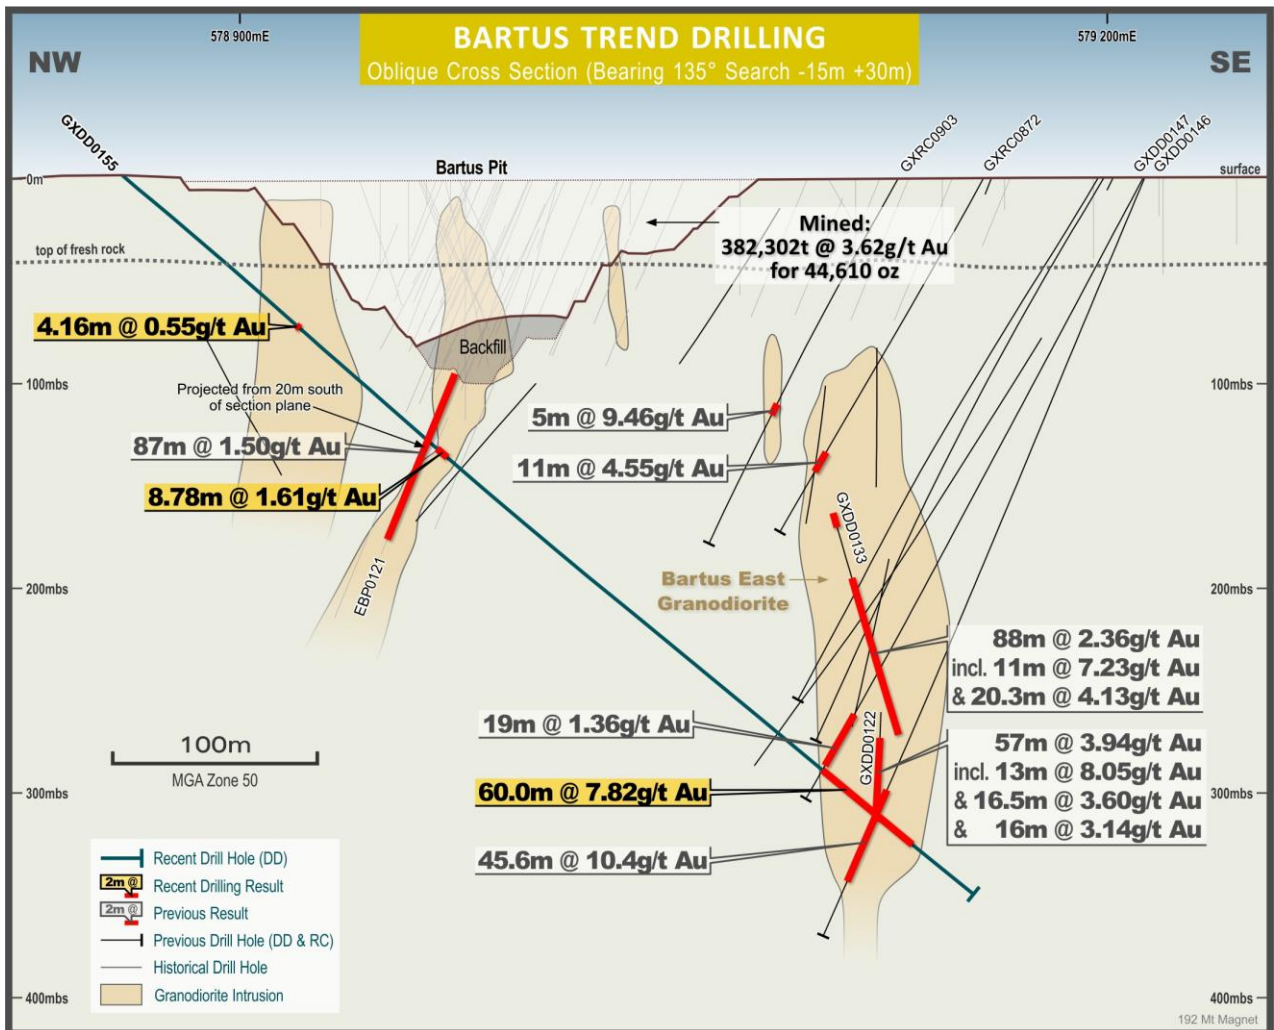 578 900mE
BARTUS TREND DRILLING
579 200mE
NW
Oblique Cross Section (Bearing 135° Search -15m +30m)
SE
GXDD0155
GXRC0903
GXRC0872
GXDD0147
GXDD0146
Bartus Pit
0m
surface
Mined:
382,302t @ 3.62g/t Au
for 44,610 oz
top of fresh rock
4.16m @ 0.55g/t Au
Backfill
100mbs
100mbs
Projected from 20m south
of section plane
5m @ 9.46g/t Au
87m @ 1.50g/t Au
11m @ 4.55g/t Au
8.78m @ 1.61g/t Au
GXDD0133
EBP0121
200mbs
Bartus East
Granodiorite
200mbs
88m @ 2.36g/t Au
incl. 11m @ 7.23g/t Au
& 20.3m @ 4.13g/t Au
19m @ 1.36g/t Au
GXDD0122
100m
MGA Zone 50
57m @ 3.94g/t Au
incl. 13m @ 8.05g/t Au
& 16.5m @ 3.60g/t Au
& 16m @ 3.14g/t Au
300mbs
60.0m @ 7.82g/t Au
300mbs
45.6m @ 10.4g/t Au
Recent Drill Hole (DD)
2m @
Recent Drilling Result
2m @
Previous Result
Previous Drill Hole (DD & RC)
Historical Drill Hole
Granodiorite Intrusion
400mbs
400mbs
192 Mt Magnet